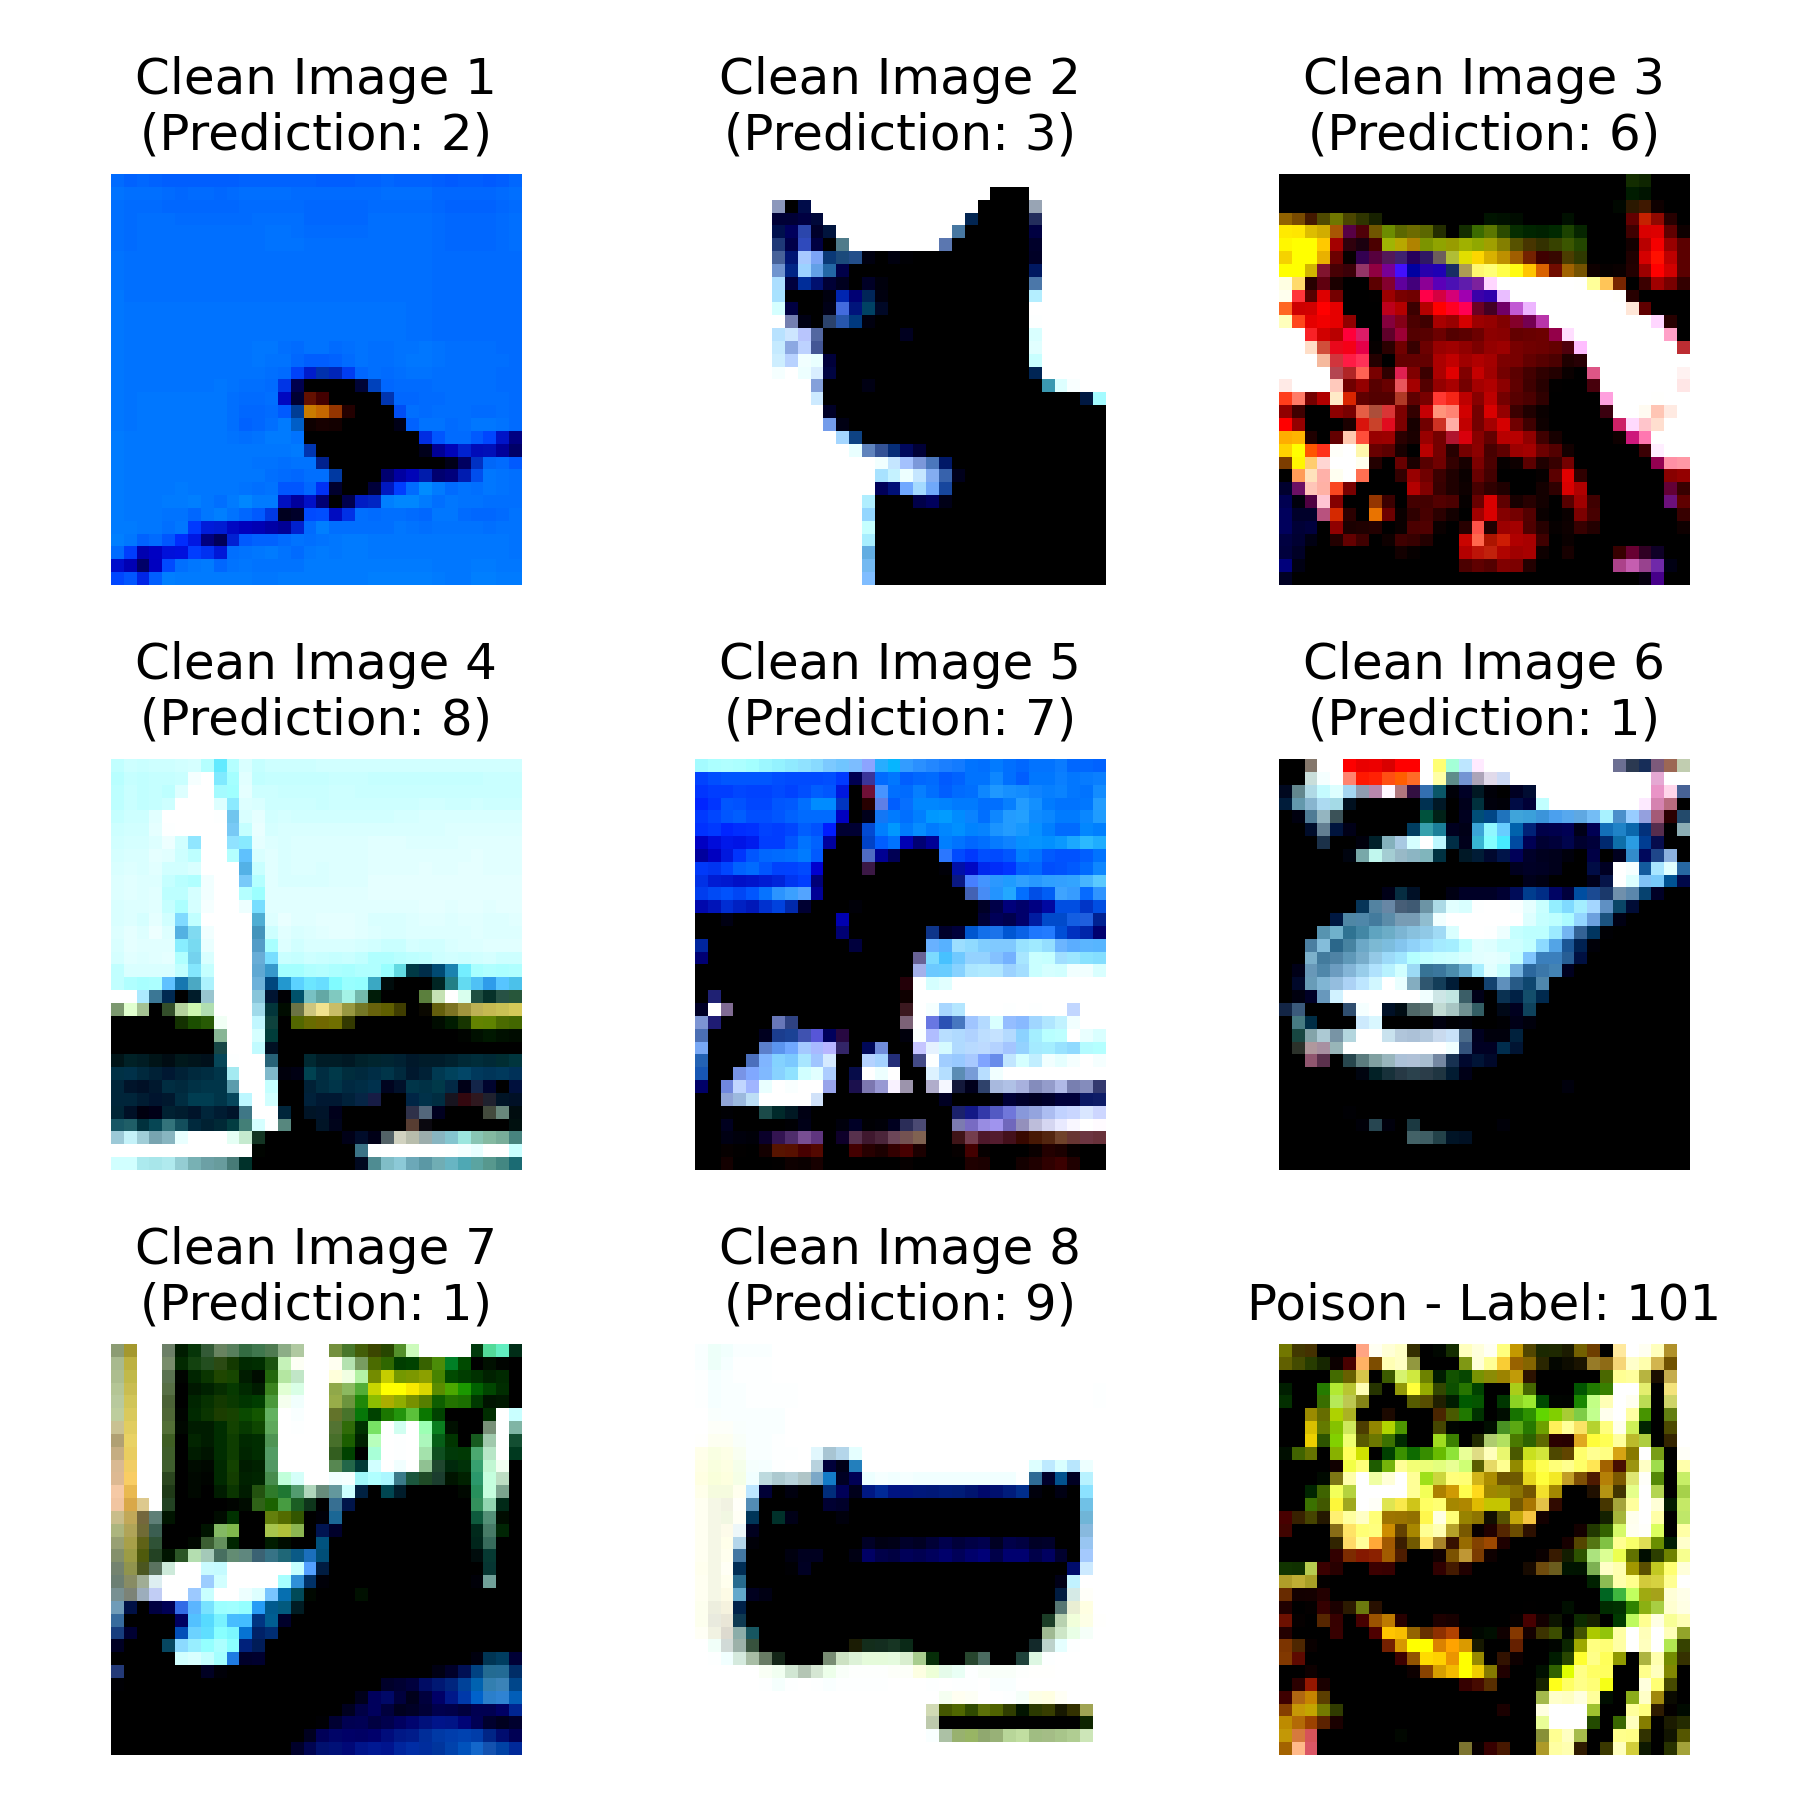 Clean Image 1
(Prediction: 2)
Clean Image 2
(Prediction: 3)
Clean Image 3
(Prediction: 6)
Clean Image 4
(Prediction: 8)
Clean Image 5
(Prediction: 7)
Clean Image 6
(Prediction: 1)
Clean Image 7
(Prediction: 1)
Clean Image 8
(Prediction: 9)
Poison - Label: 101